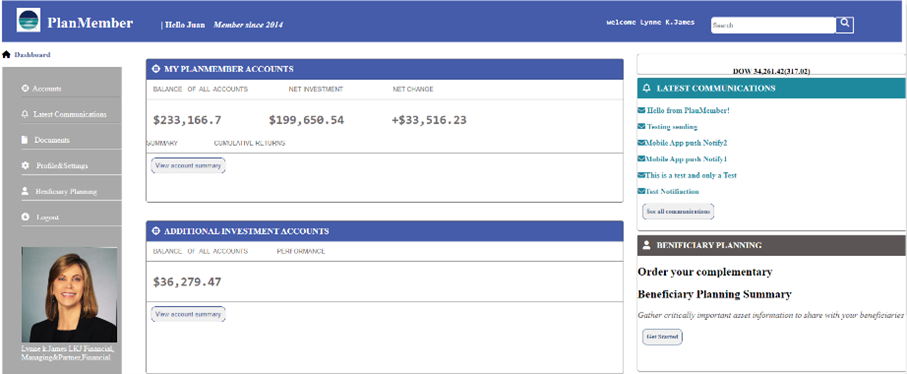 PlanMember | Hello Juan Member since 2014 welcome Lynne K.James Search
Dashboard
Accounts
Latest Communications
Documents
Profile&Settings
Benficiary Planning
Logout
Lynne k James LKJ Financial,
Managing&Partner,Financial
MY PLANMEMBER ACCOUNTS
BALANCE OF ALL ACCOUNTS NET INVESTMENT NET CHANGE
$233,166.7 $199,650.54 +$33,516.23
SUMMARY CUMULATIVE RETURNS
View account summary
ADDITIONAL INVESTMENT ACCOUNTS
BALANCE OF ALL ACCOUNTS PERFORMANCE
$36,279.47
View account summary
DOW 34,261.42(317.02)
LATEST COMMUNICATIONS
Hello from PlanMember!
Testing sending
Mobile App push Notify2
Mobile App push Notify1
This is a test and only a Test
Test Notifiaction
See all communications
BENIFICIARY PLANNING
Order your complementary
Beneficiary Planning Summary
Gather critically important asset information to share with your beneficiaries
Get Started